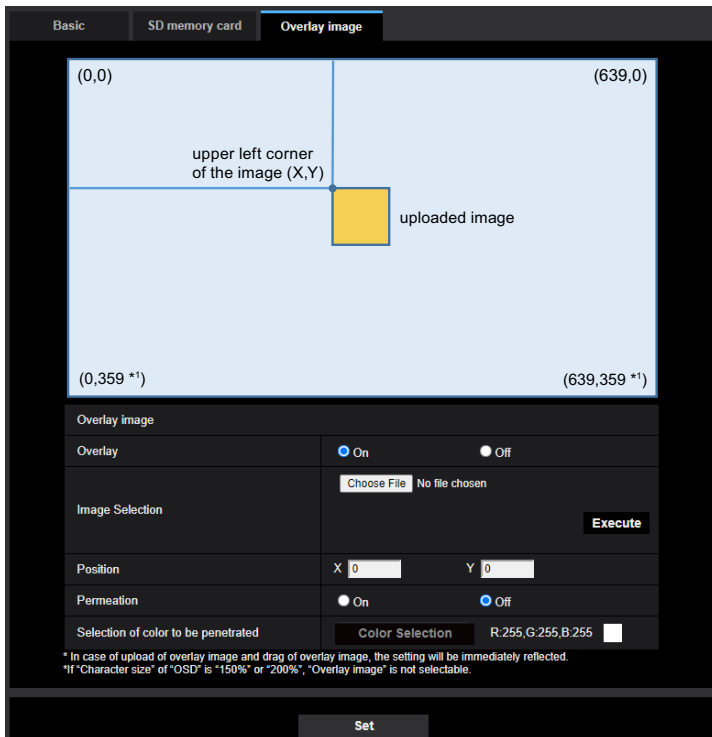 Basic SD memory card Overlay image
(0,0) (639,0)
upper left corner
of the image (X,Y)
uploaded image
(0,359 *1) (639,359 *1)
Overlay image
Overlay On Off
Image Selection Choose File No file chosen
Execute
Position X 0 Y 0
Permeation On Off
Selection of color to be penetrated Color Selection R:255,G:255,B:255
* In case of upload of overlay image and drag of overlay image, the setting will be immediately reflected.
*If “Character size” of “OSD” is “150%” or “200%”, “Overlay image” is not selectable.
Set